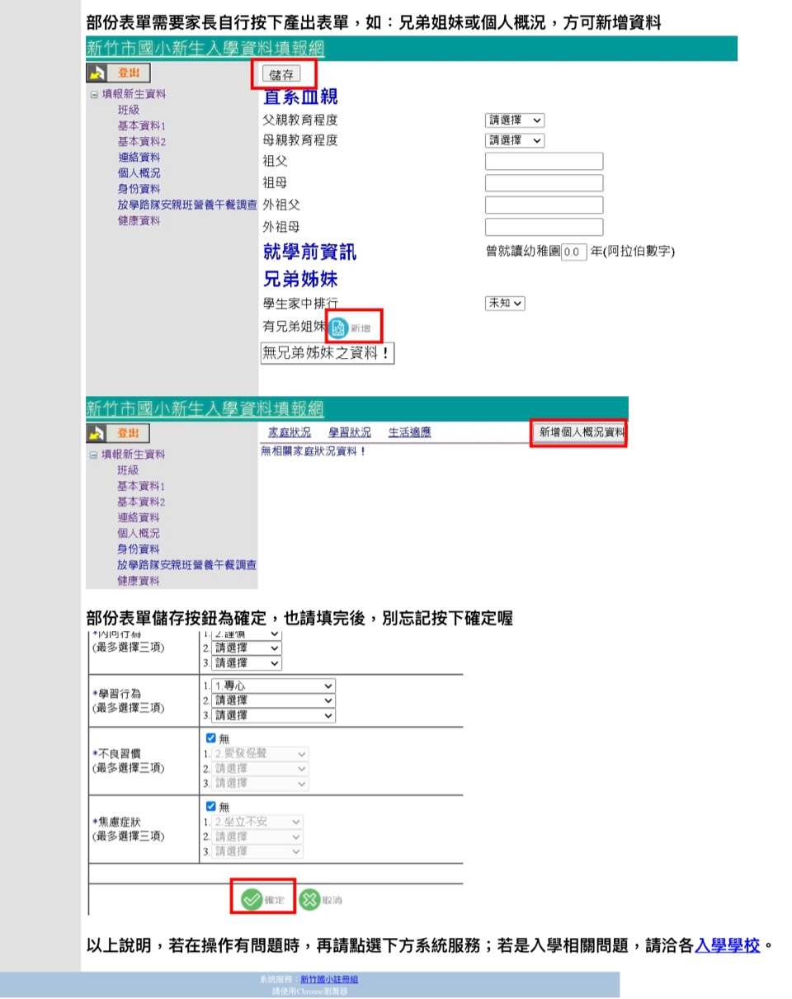 部份表單需要家長自行按下產出表單，如：兄弟姐妹或個人概況，方可新增資料
新竹市國小新生入學資料填報網
登出
填報新生資料
班級
基本資料1
基本資料2
連絡資料
個人概況
身份資料
放學路隊安親班營養午餐調查
健康資料
儲存
直系血親
父親教育程度 請選擇
母親教育程度 請選擇
祖父
祖母
外祖父
外祖母
就學前資訊 曾就讀幼稚園 0.0 年(阿拉伯數字)
兄弟姊妹
學生家中排行 未知
有兄弟姐妹 新增
無兄弟姊妹之資料！
新竹市國小新生入學資料填報網
登出
填報新生資料
班級
基本資料1
基本資料2
連絡資料
個人概況
身份資料
放學路隊安親班營養午餐調查
健康資料
家庭狀況 學習狀況 生活適應 新增個人概況資料
無相關家庭狀況資料！
部份表單儲存按鈕為確定，也請填完後，別忘記按下確定喔
*內向行為
(最多選擇三項)
1. 2.謹慎
2. 請選擇
3. 請選擇
*學習行為
(最多選擇三項)
1. 1.專心
2. 請選擇
3. 請選擇
*不良習慣
(最多選擇三項)
無
1. 2.愛發怪聲
2. 請選擇
3. 請選擇
*焦慮症狀
(最多選擇三項)
無
1. 2.坐立不安
2. 請選擇
3. 請選擇
確定 取消
以上說明，若在操作有問題時，再請點選下方系統服務；若是入學相關問題，請洽各入學學校。
系統服務：新竹國小註冊組
請使用Chrome瀏灠器